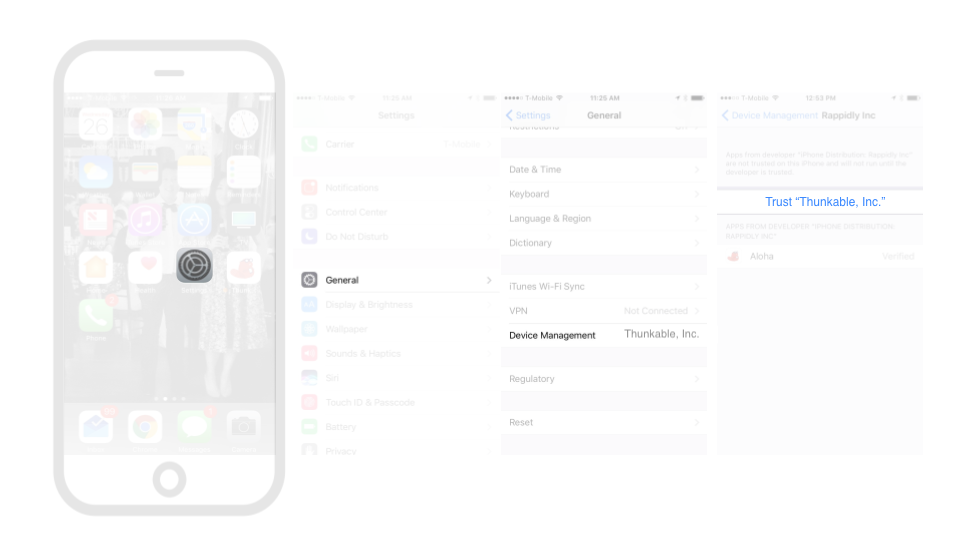 26
T-Mobile 11:25 AM
Settings
Carrier T-Mobile
Notifications
Control Center
Do Not Disturb
General
Display & Brightness
Wallpaper
Sounds & Haptics
Siri
Touch ID & Passcode
Battery
Privacy
T-Mobile 11:25 AM
Settings General
Restrictions Off
Date & Time
Keyboard
Language & Region
Dictionary
iTunes Wi-Fi Sync
VPN Not Connected
Device Management Thunkable, Inc.
Regulatory
Reset
T-Mobile 12:53 PM
Device Management Rappidly Inc
Apps from developer "iPhone Distribution: Rappidly Inc"
are not trusted on this iPhone and will not run until the
developer is trusted.
Trust “Thunkable, Inc.”
APPS FROM DEVELOPER "IPHONE DISTRIBUTION:
RAPPIDLY INC"
Aloha Verified